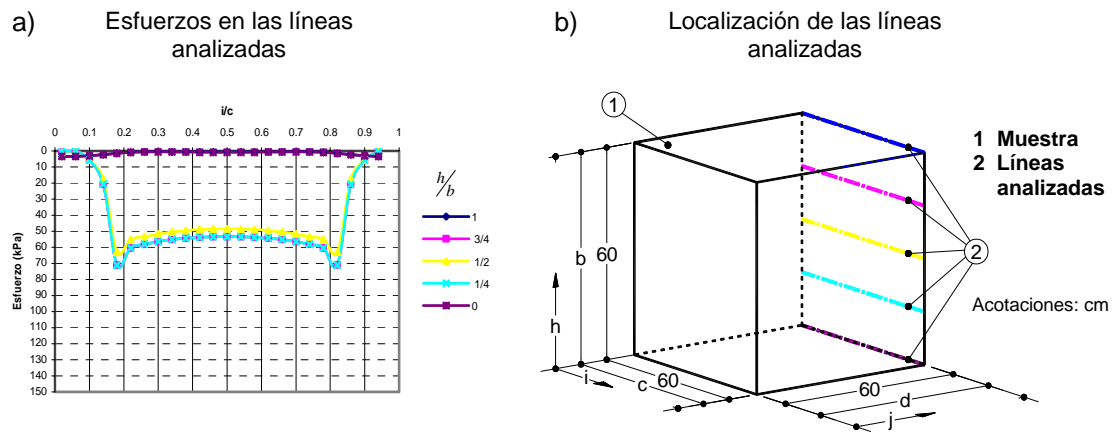 a) Esfuerzos en las líneas
analizadas
i/c
0 0.1 0.2 0.3 0.4 0.5 0.6 0.7 0.8 0.9 1
0
10
20
30
40
50
60
70
80
90
100
110
120
130
140
150
Esfuerzo (kPa)
h/b
1
3/4
1/2
1/4
0
b) Localización de las líneas
analizadas
1
1 Muestra
2 Líneas
analizadas
2
Acotaciones: cm
b
60
h
i
c
60
60
d
j